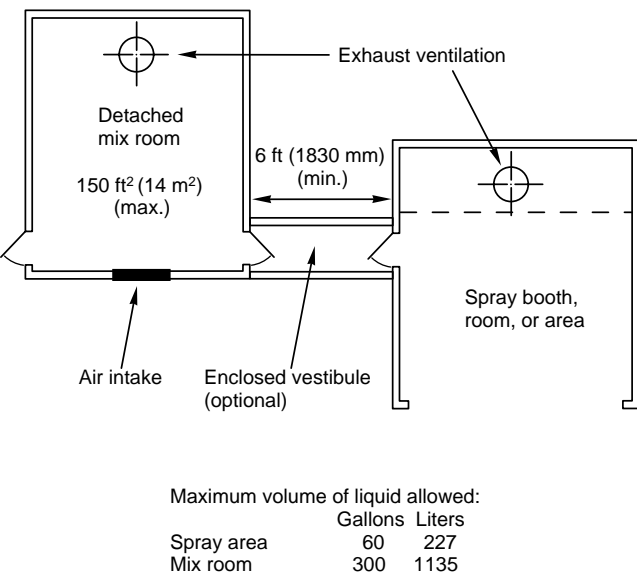 Exhaust ventilation
Detached
mix room
150 ft² (14 m²)
(max.)
6 ft (1830 mm)
(min.)
Spray booth,
room, or area
Air intake
Enclosed vestibule
(optional)
Maximum volume of liquid allowed:
Gallons Liters
Spray area 60 227
Mix room 300 1135